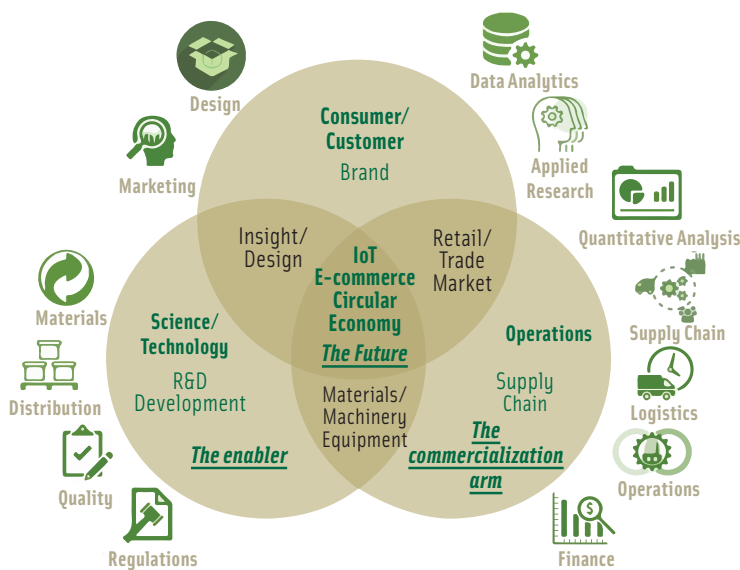 Design
Data Analytics
Consumer/
Customer
Brand
Marketing
Applied
Research
Quantitative Analysis
Insight/
Design
Retail/
Trade
Market
IoT
E-commerce
Circular
Economy
The Future
Materials
Science/
Technology
R&D
Development
The enabler
Operations
Supply
Chain
The
commercialization
arm
Materials/
Machinery
Equipment
Supply Chain
Distribution
Logistics
Quality
Operations
Regulations
$
Finance